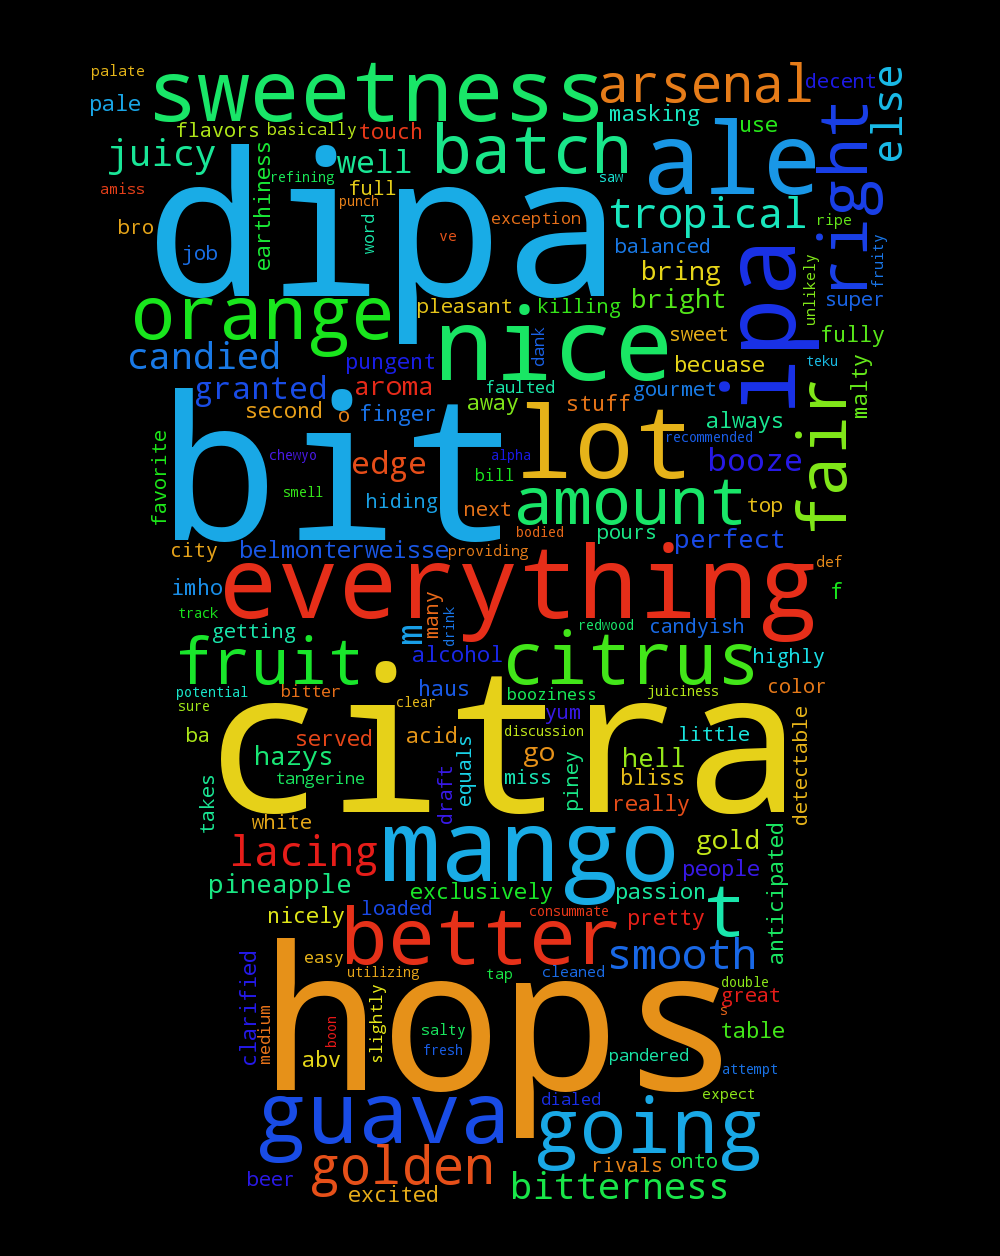 palate
sweetness
arsenal
decent
else
pale
masking
right
flavors
basically
touch
batch
use
ale
juicy
earthiness
well
dipa
refining
full
saw
amiss
punch
tropical
bro
word
exception
ripe
ve
job
balanced
fruity
ipa
bring
unlikely
orange
pleasant
killing
bright
super
nice
dank
sweet
fully
candied
pungent
becuase
teku
malty
granted
aroma
faulted
gourmet
fair
second
o
finger
away
stuff
always
lot
favorite
bit
chewyo
edge
alpha
recommended
booze
bill
smell
hiding
next
amount
top
city
belmonterweisse
providing
bodied
pours
perfect
everything
def
imho
many
f
track
getting
m
drink
redwood
candyish
fruit
alcohol
citrus
highly
potential
bitter
haus
booziness
juiciness
color
sure
clear
citra
yum
ba
served
acid
discussion
little
detectable
hazys
go
hell
tangerine
equals
miss
piney
bliss
takes
draft
really
white
mango
lacing
gold
anticipated
people
pineapple
exclusively
passion
t
nicely
loaded
better
consummate
pretty
easy
smooth
clarified
utilizing
tap
cleaned
double
hops
great
medium
boon
slightly
salty
s
table
abv
fresh
pandered
attempt
guava
dialed
expect
going
golden
rivals
onto
beer
excited
bitterness